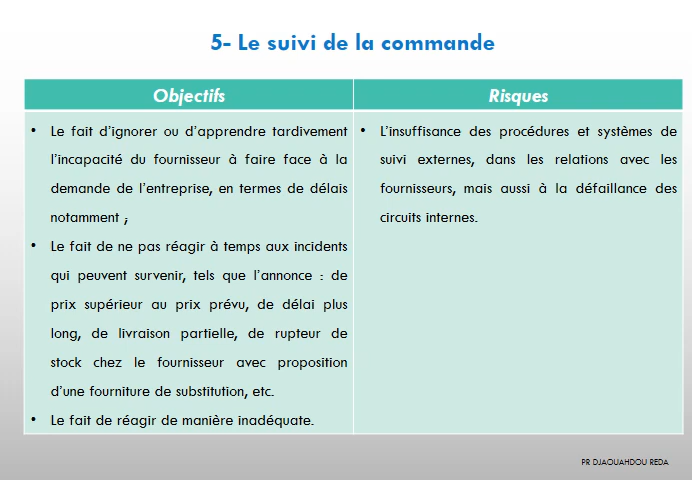 5- Le suivi de la commande
Objectifs
Risques
• Le fait d'ignorer ou d'apprendre tardivement
l'incapacité du fournisseur à faire face à la
demande de l'entreprise, en termes de délais
notamment ;
• Le fait de ne pas réagir à temps aux incidents
qui peuvent survenir, tels que l'annonce : de
prix supérieur au prix prévu, de délai plus
long, de livraison partielle, de rupteur de
stock chez le fournisseur avec proposition
d'une fourniture de substitution, etc.
• Le fait de réagir de manière inadéquate.
• L'insuffisance des procédures et systèmes de
suivi externes, dans les relations avec les
fournisseurs, mais aussi à la défaillance des
circuits internes.
PR DJAOUAHDOU REDA